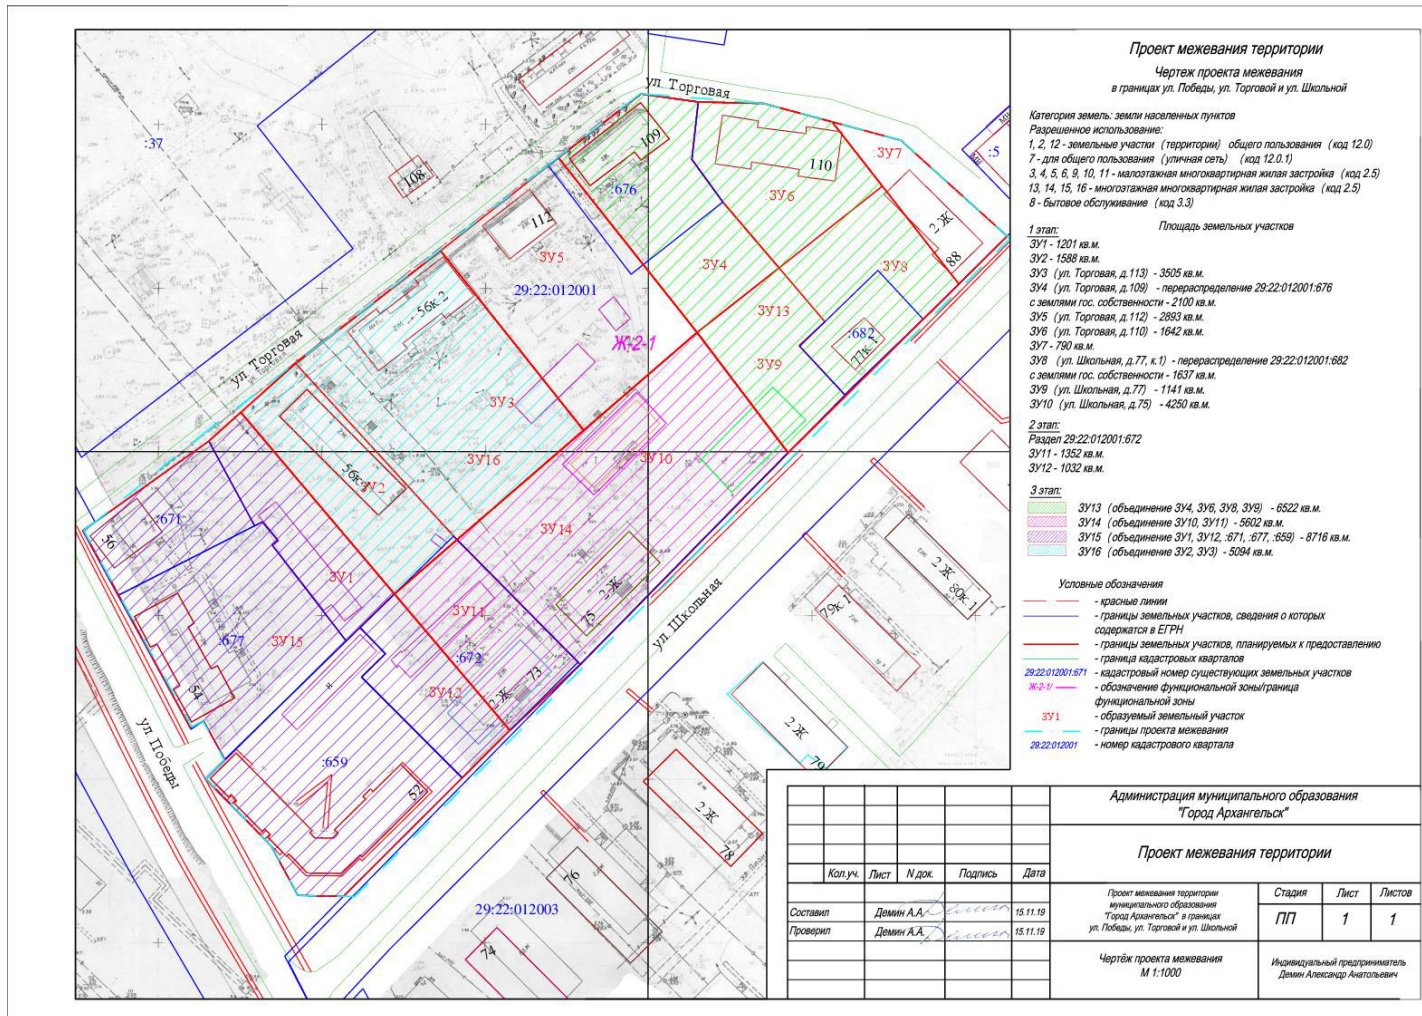 Проект межевания территории
Чертеж проекта межевания
в границах ул. Победы, ул. Торговой и ул. Школьной
Категория земель: земли населенных пунктов
Разрешенное использование:
1, 2, 12 - земельные участки (территории) общего пользования (код 12.0)
7 - для общего пользования (уличная сеть) (код 12.0.1)
3, 4, 5, 6, 9, 10, 11 - малоэтажная многоквартирная жилая застройка (код 2.5)
13, 14, 15, 16 - многоэтажная многоквартирная жилая застройка (код 2.5)
8 - бытовое обслуживание (код 3.3)
Площадь земельных участков
1 этап:
ЗУ1 - 1201 кв.м.
ЗУ2 - 1588 кв.м.
ЗУ3 (ул. Торговая, д.113) - 3505 кв.м.
ЗУ4 (ул. Торговая, д.109) - перераспределение 29:22:012001:676
с землями гос. собственности - 2100 кв.м.
ЗУ5 (ул. Торговая, д.112) - 2893 кв.м.
ЗУ6 (ул. Торговая, д.110) - 1642 кв.м.
ЗУ7 - 790 кв.м.
ЗУ8 (ул. Школьная, д.77, к.1) - перераспределение 29:22:012001:682
с землями гос. собственности - 1637 кв.м.
ЗУ9 (ул. Школьная, д.77) - 1141 кв.м.
ЗУ10 (ул. Школьная, д.75) - 4250 кв.м.
2 этап:
Раздел 29:22:012001:672
ЗУ11 - 1352 кв.м.
ЗУ12 - 1032 кв.м.
3 этап:
ЗУ13 (объединение ЗУ4, ЗУ6, ЗУ8, ЗУ9) - 6522 кв.м.
ЗУ14 (объединение ЗУ10, ЗУ11) - 5602 кв.м.
ЗУ15 (объединение ЗУ1, ЗУ12, :671, :677, :659) - 8716 кв.м.
ЗУ16 (объединение ЗУ2, ЗУ3) - 5094 кв.м.
Условные обозначения
- красные линии
- границы земельных участков, сведения о которых
содержатся в ЕГРН
- границы земельных участков, планируемых к предоставлению
- граница кадастровых кварталов
29:22:012001:671 - кадастровый номер существующих земельных участков
Ж-2-1/ - обозначение функциональной зоны/граница
функциональной зоны
ЗУ1 - образуемый земельный участок
- границы проекта межевания
29:22:012001 - номер кадастрового квартала
ул. Торговая
:37
108
109
:676
110
ЗУ7
:5
ЗУ6
112
2 Ж
88
ЗУ5
ЗУ4
ЗУ8
29:22:012001
56к.2
ЗУ13
:682
77к.1
Ж-2-1
ул. Торговая
ЗУ9
ЗУ3
ЗУ16
ЗУ10
ЗУ2
:671
56
ЗУ14
ЗУ1
2 Ж
80к.1
75
2 Ж
79к.1
ул. Школьная
ЗУ11
:677
ЗУ15
:672
54
ЗУ12
2 Ж
73
2 Ж
79
ул. Победы
:659
52
2 Ж
78
76
29:22:012003
74
Администрация муниципального образования
"Город Архангельск"
Проект межевания территории
Кол.уч. Лист N док. Подпись Дата
Составил Демин А.А. 15.11.19
Проверил Демин А.А. 15.11.19
Проект межевания территории
муниципального образования
"Город Архангельск" в границах
ул. Победы, ул. Торговой и ул. Школьной
Стадия Лист Листов
ПП 1 1
Чертёж проекта межевания
М 1:1000
Индивидуальный предприниматель
Демин Александр Анатольевич